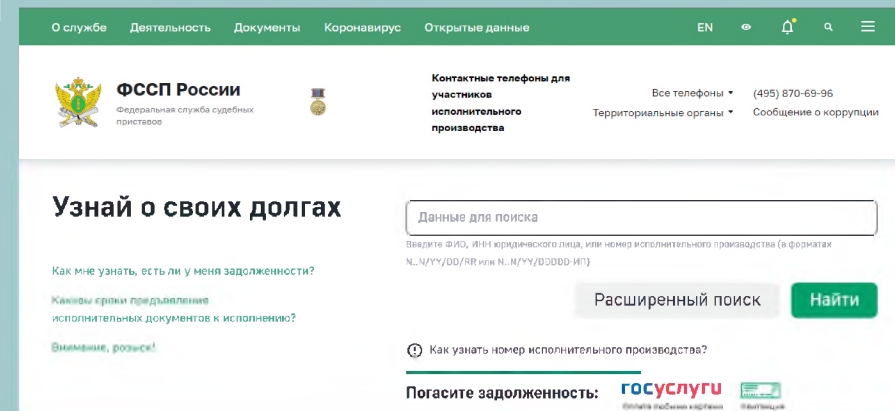 О службе Деятельность Документы Коронавирус Открытые данные EN
ФССП России
Федеральная служба судебных
приставов
Контактные телефоны для
участников
исполнительного
производства
Все телефоны
Территориальные органы
(495) 870-69-96
Сообщение о коррупции
Узнай о своих долгах
Как мне узнать, есть ли у меня задолженности?
Каковы сроки предъявления
исполнительных документов к исполнению?
Внимание, розыск!
Данные для поиска
Введите ФИО, ИНН юридического лица, или номер исполнительного производства (в форматах
N..N/YY/DD/RR или N..N/YY/DDDDD-ИП)
Расширенный поиск Найти
Как узнать номер исполнительного производства?
Погасите задолженность: госуслуги
Оплата любыми картами Квитанция